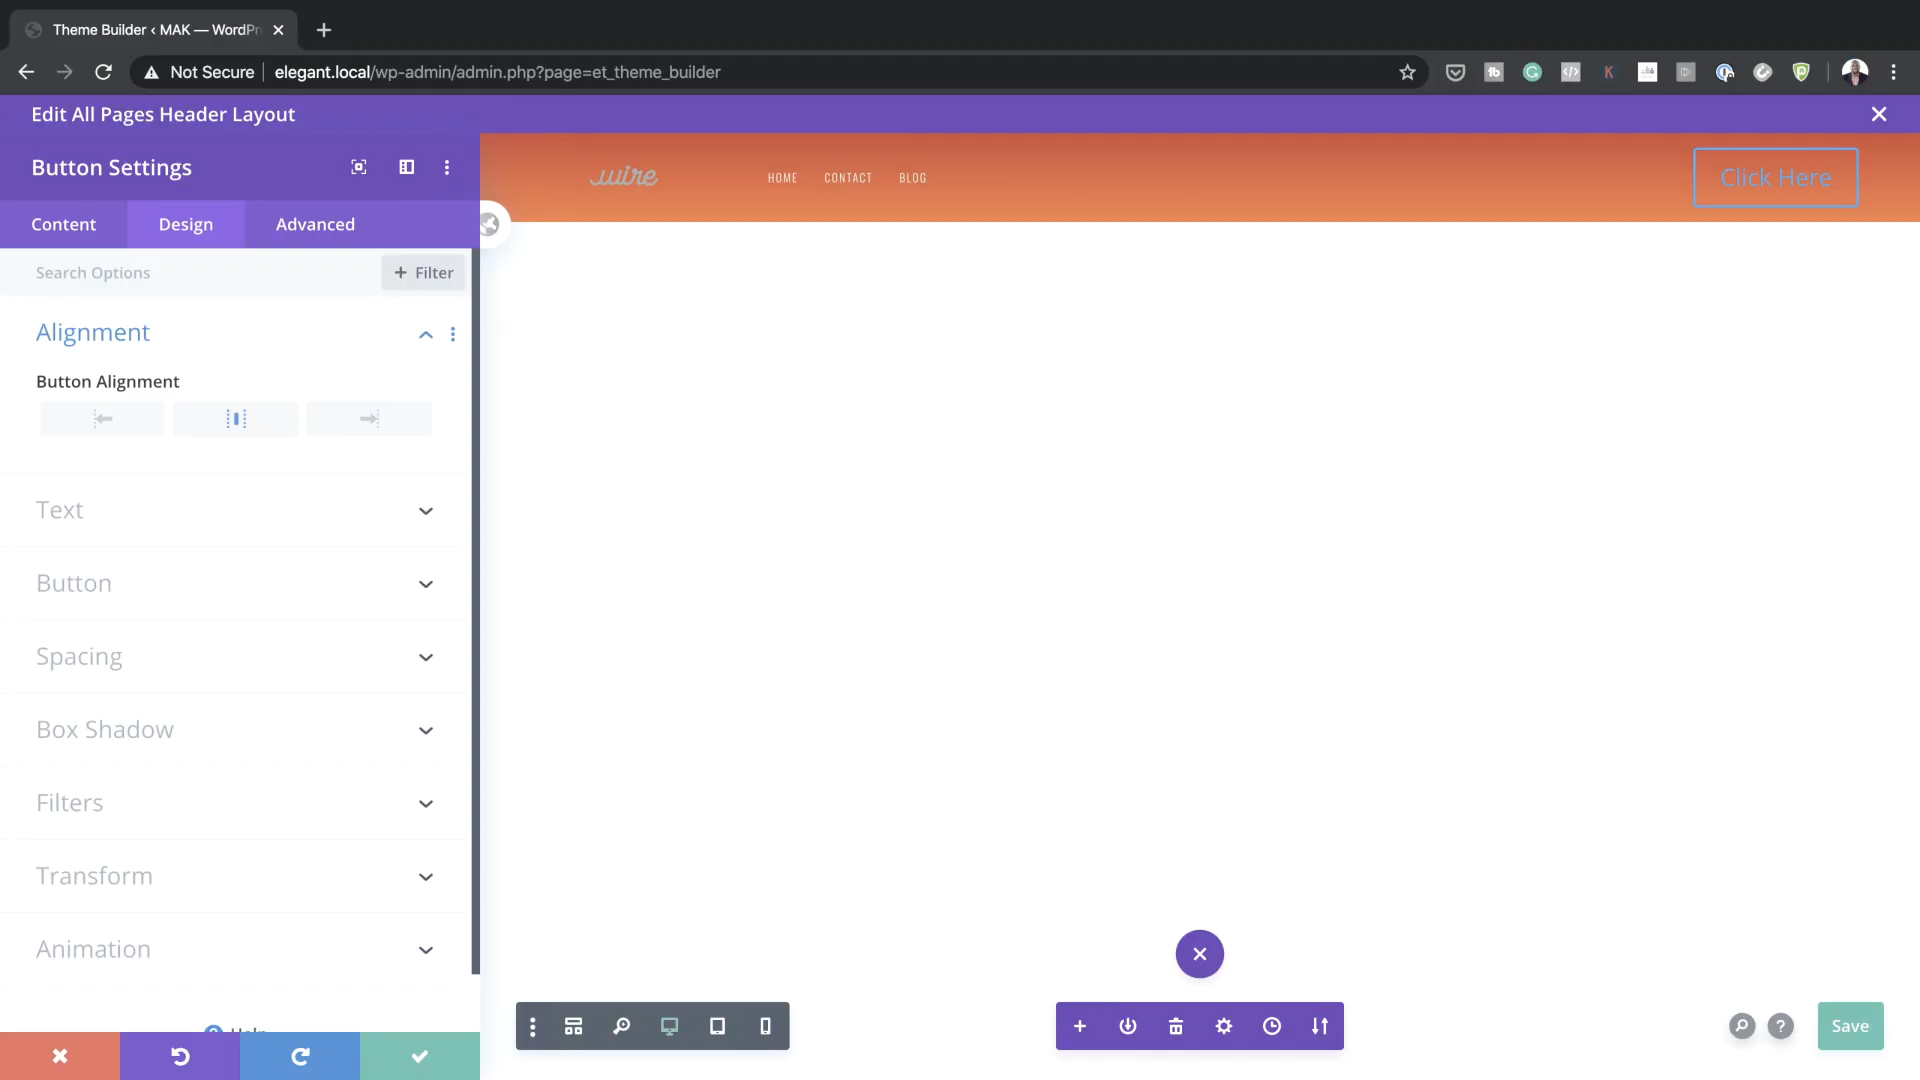 Theme Builder ‹ MAK — WordPr
Not Secure
elegant.local/wp-admin/admin.php?page=et_theme_builder
Edit All Pages Header Layout
Button Settings
Content
Design
Advanced
Search Options
+ Filter
Alignment
Button Alignment
Text
Button
Spacing
Box Shadow
Filters
Transform
Animation
Help
wire
HOME
CONTACT
BLOG
Click Here
Save